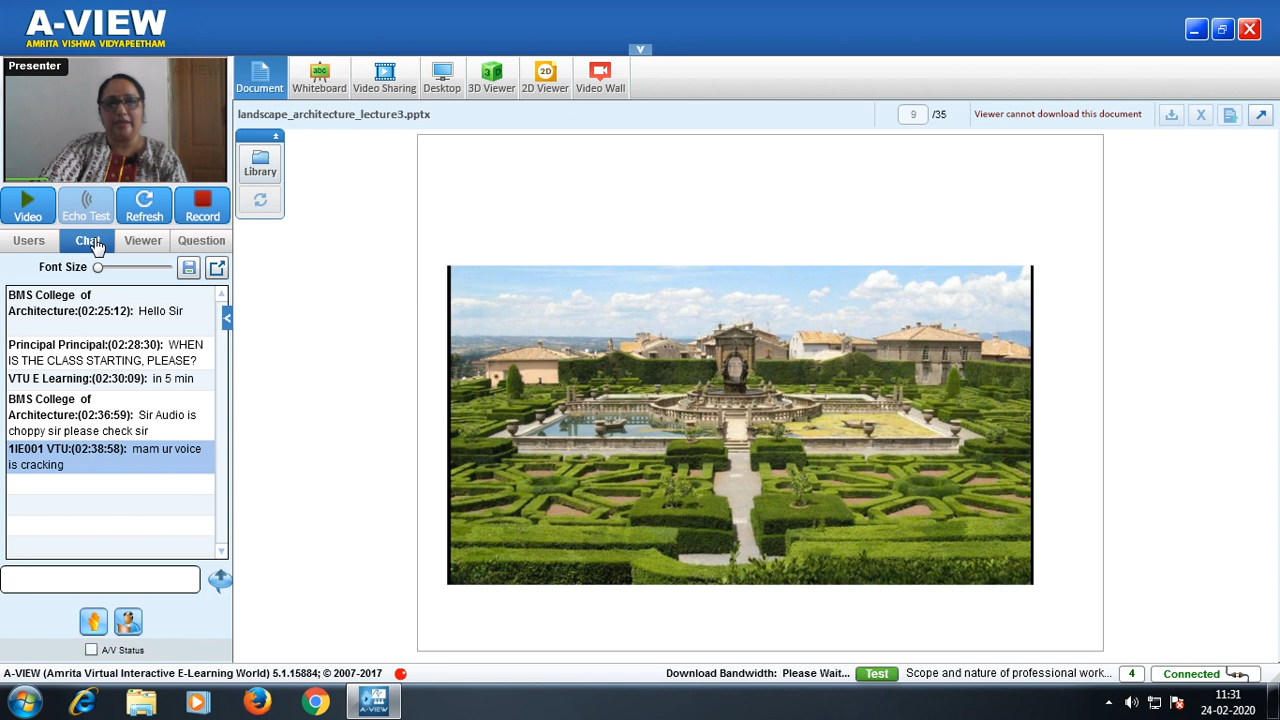 A-VIEW
AMRITA VISHWA VIDYAPEETHAM
Presenter
Video
Echo Test
Refresh
Record
Users
Chat
Viewer
Question
Font Size
BMS College of
Architecture:(02:25:12): Hello Sir
Principal Principal:(02:28:30): WHEN
IS THE CLASS STARTING, PLEASE?
VTU E Learning:(02:30:09): in 5 min
BMS College of
Architecture:(02:36:59): Sir Audio is
choppy sir please check sir
1IE001 VTU:(02:38:58): mam ur voice
is cracking
A/V Status
Document
abc
Whiteboard
Video Sharing
Desktop
3D
3D Viewer
2D
2D Viewer
Video Wall
landscape_architecture_lecture3.pptx
9 /35
Viewer cannot download this document
Library
A-VIEW (Amrita Virtual Interactive E-Learning World) 5.1.15884; © 2007-2017
Download Bandwidth: Please Wait...
Test
Scope and nature of professional work...
4
Connected
11:31
24-02-2020